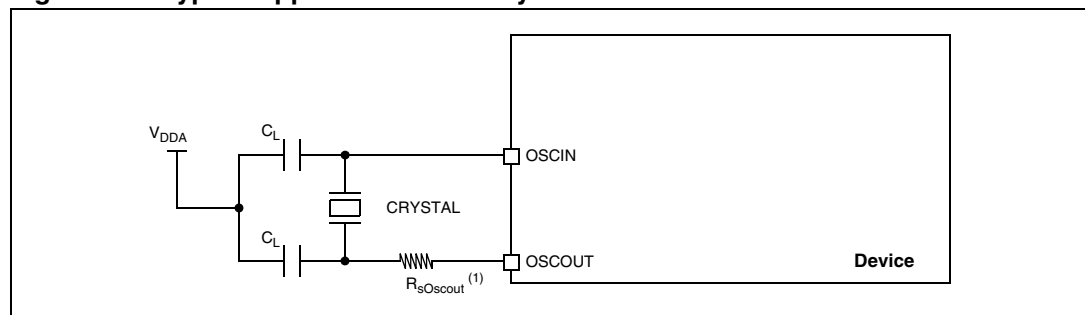 V_DDA
C_L
OSCIN
CRYSTAL
C_L
R_sOscout (1)
OSCOUT
Device